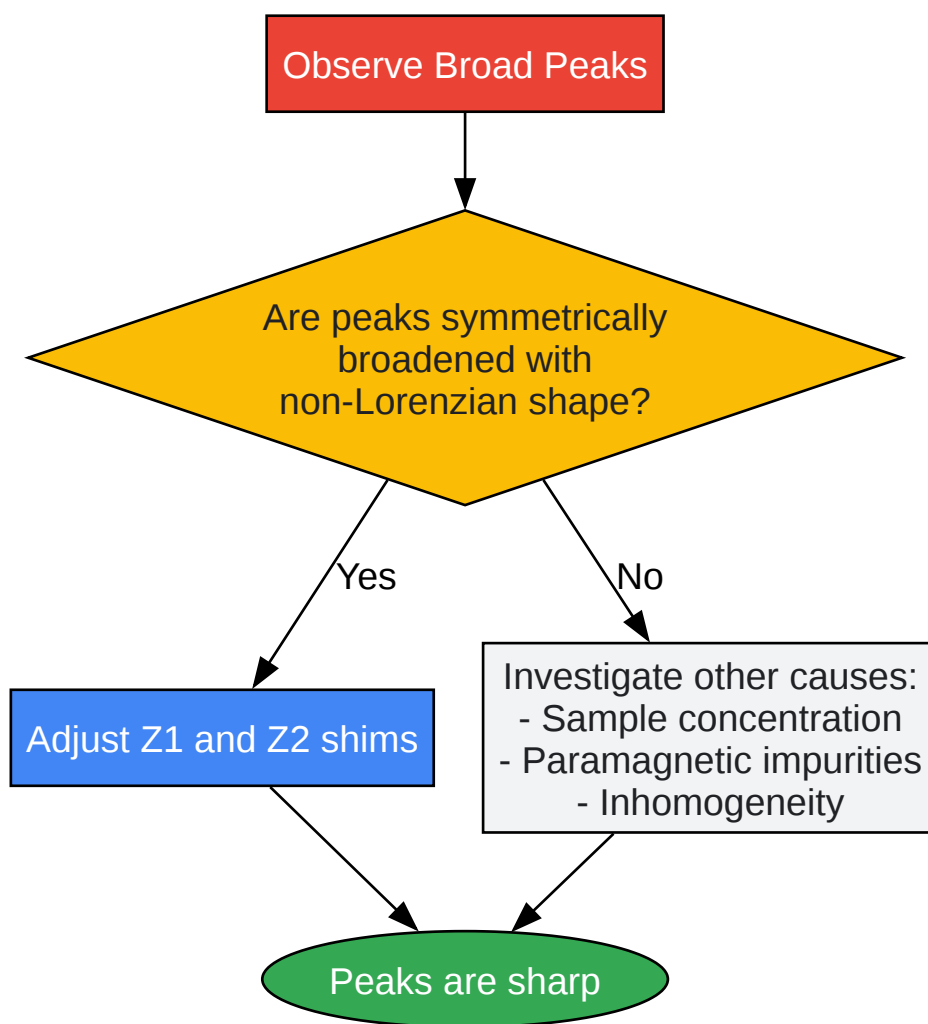 Observe Broad Peaks
Are peaks symmetrically
broadened with
non-Lorenzian shape?
Yes
No
Adjust Z1 and Z2 shims
Investigate other causes:
- Sample concentration
- Paramagnetic impurities
- Inhomogeneity
Peaks are sharp